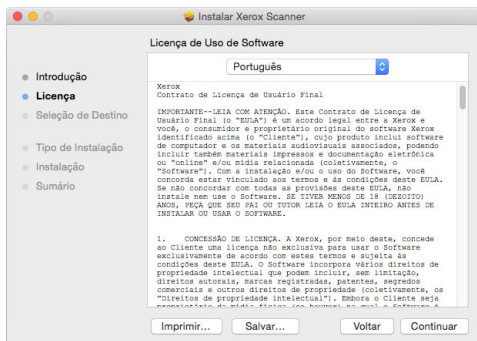 Instalar Xerox Scanner
Licença de Uso de Software
Português
Introdução
Licença
Seleção de Destino
Tipo de Instalação
Instalação
Sumário
Xerox
Contrato de Licença de Usuário Final
IMPORTANTE--LEIA COM ATENÇÃO. Este Contrato de Licença de
Usuário Final (o "EULA") é um acordo legal entre a Xerox e
você, o consumidor e proprietário original do software Xerox
identificado acima (o "Cliente"), cujo produto inclui software
de computador e os materiais audiovisuais associados, podendo
incluir também materiais impressos e documentação eletrônica
ou "online" e/ou mídia relacionada (coletivamente, o
"Software"). Com a instalação e/ou o uso do Software, você
concorda estar vinculado aos termos e às condições deste EULA.
Se não concordar com todas as provisões deste EULA, não
instale nem use o Software. SE TIVER MENOS DE 18 (DEZOITO)
ANOS, PEÇA QUE SEU PAI OU TUTOR LEIA O EULA INTEIRO ANTES DE
INSTALAR OU USAR O SOFTWARE.
1. CONCESSÃO DE LICENÇA. A Xerox, por meio deste, concede
ao Cliente uma licença não exclusiva para usar o Software
exclusivamente de acordo com estes termos e sujeita às
condições deste EULA. O Software incorpora vários direitos de
propriedade intelectual que podem incluir, sem limitação,
direitos autorais, marcas registradas, patentes, segredos
comerciais e outros direitos de propriedade (coletivamente, os
"Direitos de propriedade intelectual"). Embora o Cliente seja
proprietário da mídia física (se houver) na qual o Software é
Imprimir...
Salvar...
Voltar
Continuar